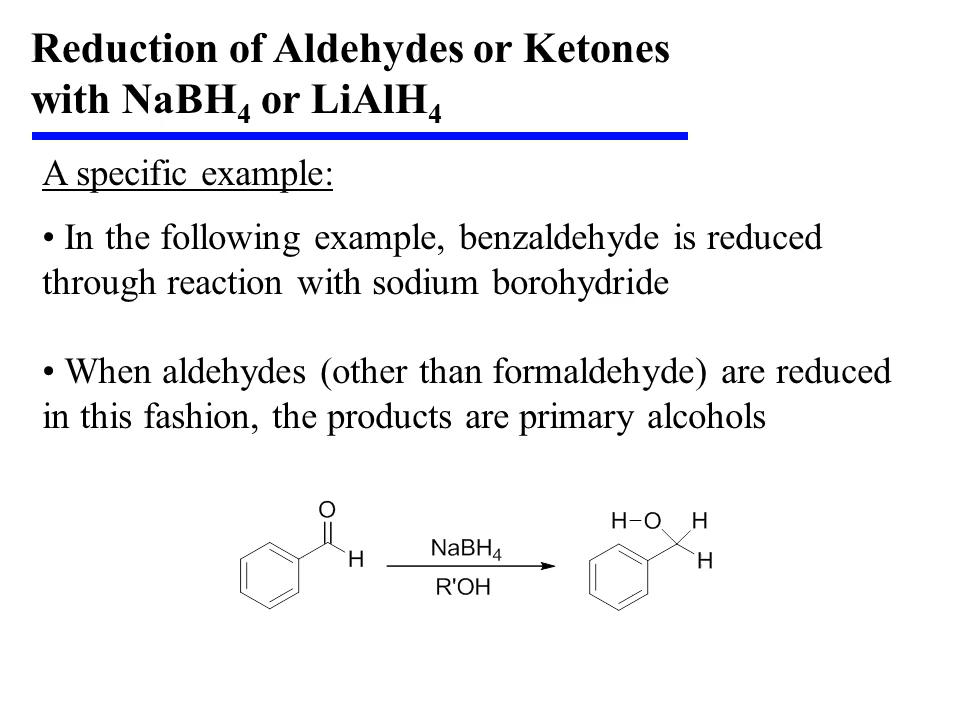 Reduction of Aldehydes or Ketones
with NaBH4 or LiAlH4
A specific example:
• In the following example, benzaldehyde is reduced
through reaction with sodium borohydride
• When aldehydes (other than formaldehyde) are reduced
in this fashion, the products are primary alcohols
O
H
NaBH4
R'OH
H O H
H